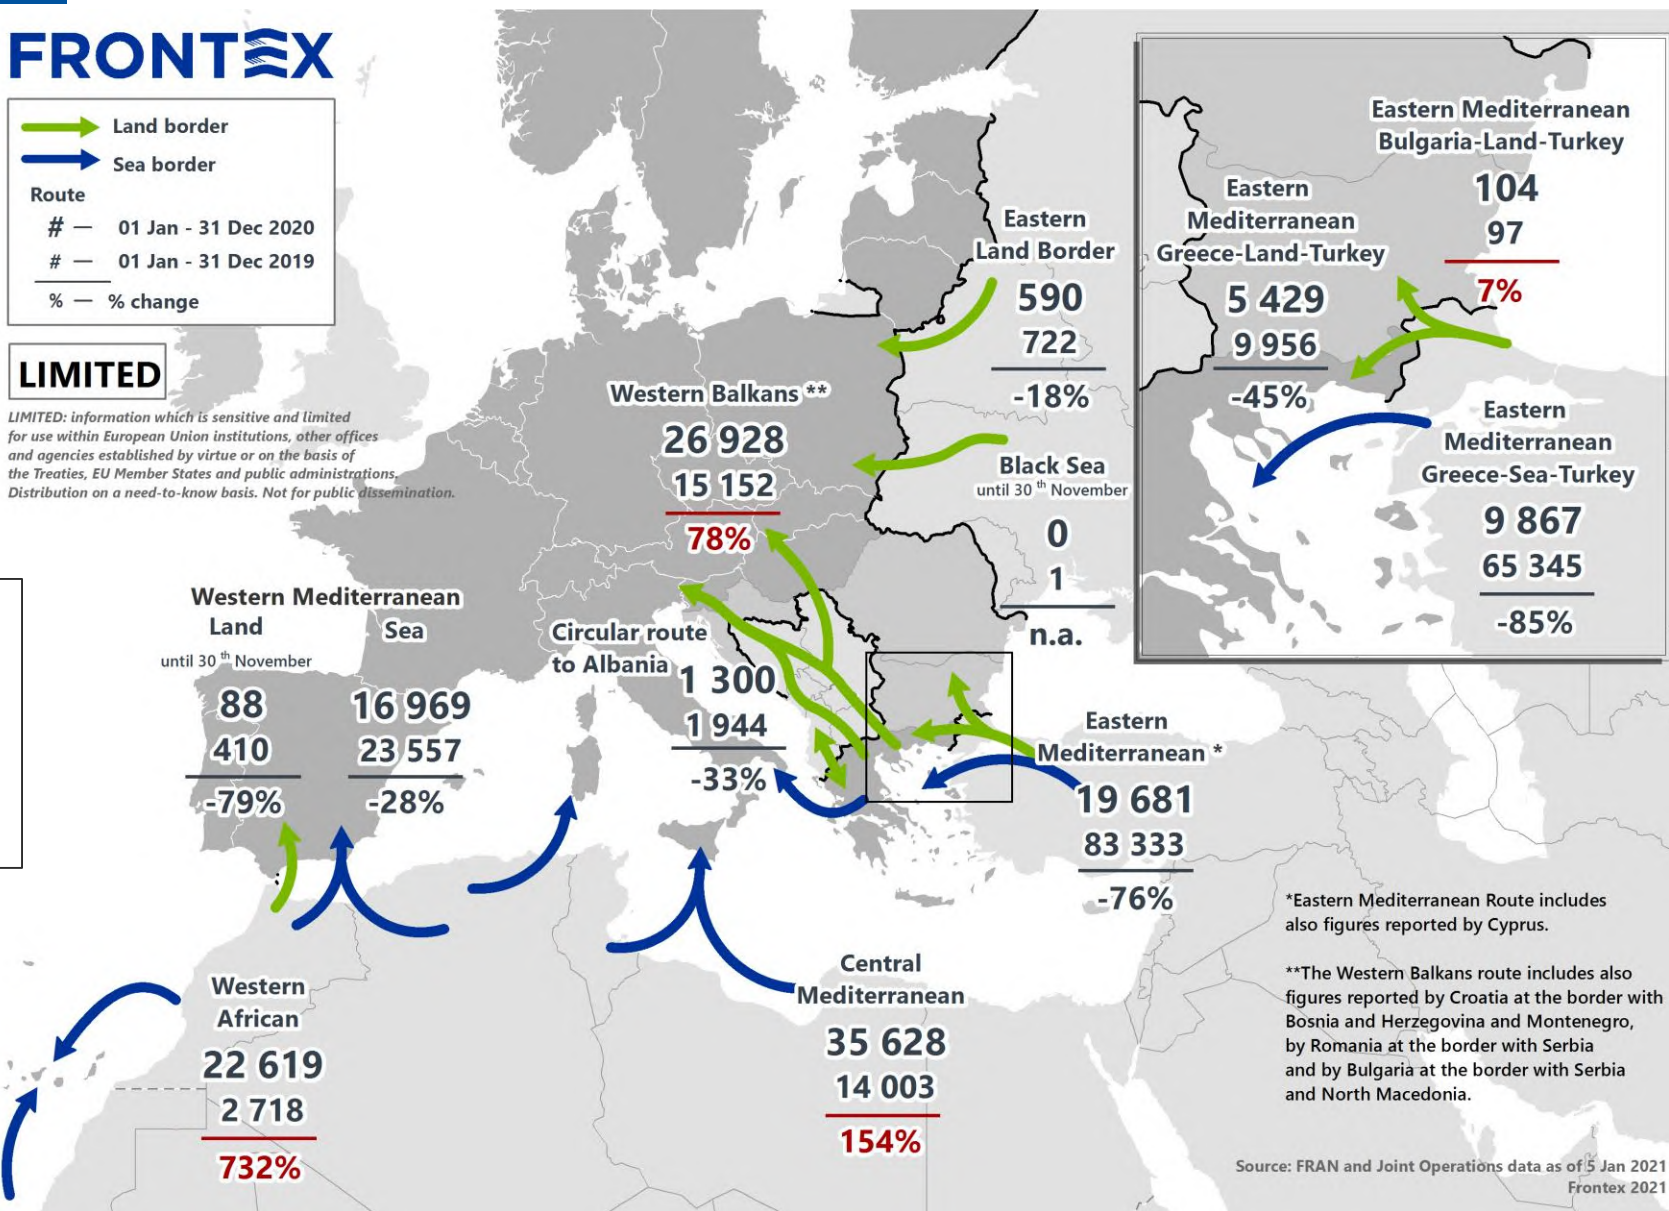 FRONTEX
Land border
Sea border
Route
# — 01 Jan - 31 Dec 2020
# — 01 Jan - 31 Dec 2019
% — % change
LIMITED
LIMITED: information which is sensitive and limited
for use within European Union institutions, other offices
and agencies established by virtue or on the basis of
the Treaties, EU Member States and public administrations.
Distribution on a need-to-know basis. Not for public dissemination.
Western Mediterranean
Land
until 30 th November
88
410
-79%
Sea
16 969
23 557
-28%
Western
African
22 619
2 718
732%
Western Balkans **
26 928
15 152
78%
Circular route
to Albania
1 300
1 944
-33%
Central
Mediterranean
35 628
14 003
154%
Eastern
Land Border
590
722
-18%
Black Sea
until 30 th November
0
1
n.a.
Eastern
Mediterranean *
19 681
83 333
-76%
Eastern Mediterranean
Bulgaria-Land-Turkey
104
97
7%
Eastern
Mediterranean
Greece-Land-Turkey
5 429
9 956
-45%
Eastern
Mediterranean
Greece-Sea-Turkey
9 867
65 345
-85%
*Eastern Mediterranean Route includes
also figures reported by Cyprus.
**The Western Balkans route includes also
figures reported by Croatia at the border with
Bosnia and Herzegovina and Montenegro,
by Romania at the border with Serbia
and by Bulgaria at the border with Serbia
and North Macedonia.
Source: FRAN and Joint Operations data as of 5 Jan 2021
Frontex 2021